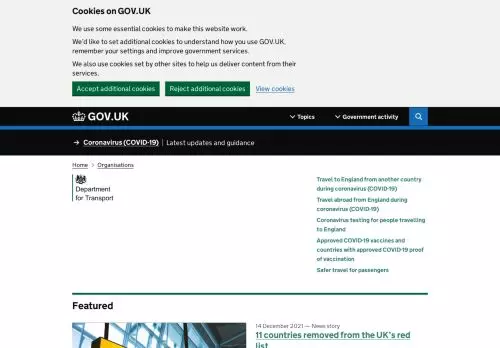 Cookies on GOV.UK
We use some essential cookies to make this website work.
We'd like to set additional cookies to understand how you use GOV.UK,
remember your settings and improve government services.
We also use cookies set by other sites to help us deliver content from their
services.
Accept additional cookies Reject additional cookies View cookies
GOV.UK Topics Government activity
→ Coronavirus (COVID-19) Latest updates and guidance
Home > Organisations
Department
for Transport
Travel to England from another country
during coronavirus (COVID-19)
Travel abroad from England during
coronavirus (COVID-19)
Coronavirus testing for people travelling
to England
Approved COVID-19 vaccines and
countries with approved COVID-19 proof
of vaccination
Safer travel for passengers
Featured
14 December 2021 — News story
11 countries removed from the UK's red
list